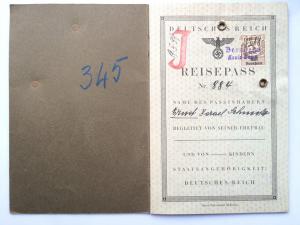 345
DEUTSCHES REICH
J
REISEPASS
Nr. 884
NAME DES PASSINHABERS
Israel
BEGLEITET VON SEINER EHEFRAU
UND VON KINDERN
STAATSANGEHÖRIGKEIT:
DEUTSCHES REICH